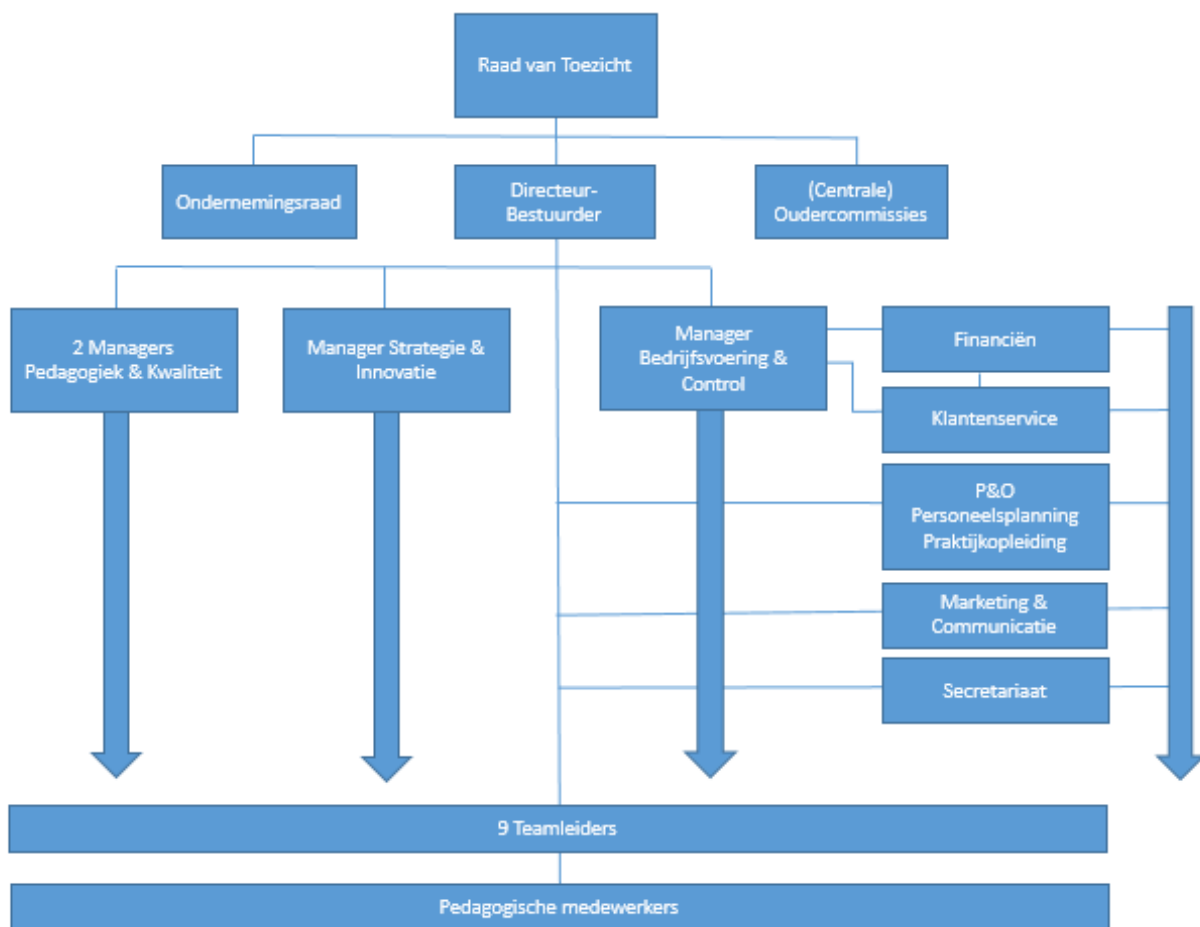 Raad van Toezicht
Ondernemingsraad
Directeur-
Bestuurder
(Centrale)
Oudercommissies
2 Managers
Pedagogiek & Kwaliteit
Manager Strategie &
Innovatie
Manager
Bedrijfsvoering &
Control
Financiën
Klantenservice
P&O
Personeelsplanning
Praktijkopleiding
Marketing &
Communicatie
Secretariaat
9 Teamleiders
Pedagogische medewerkers